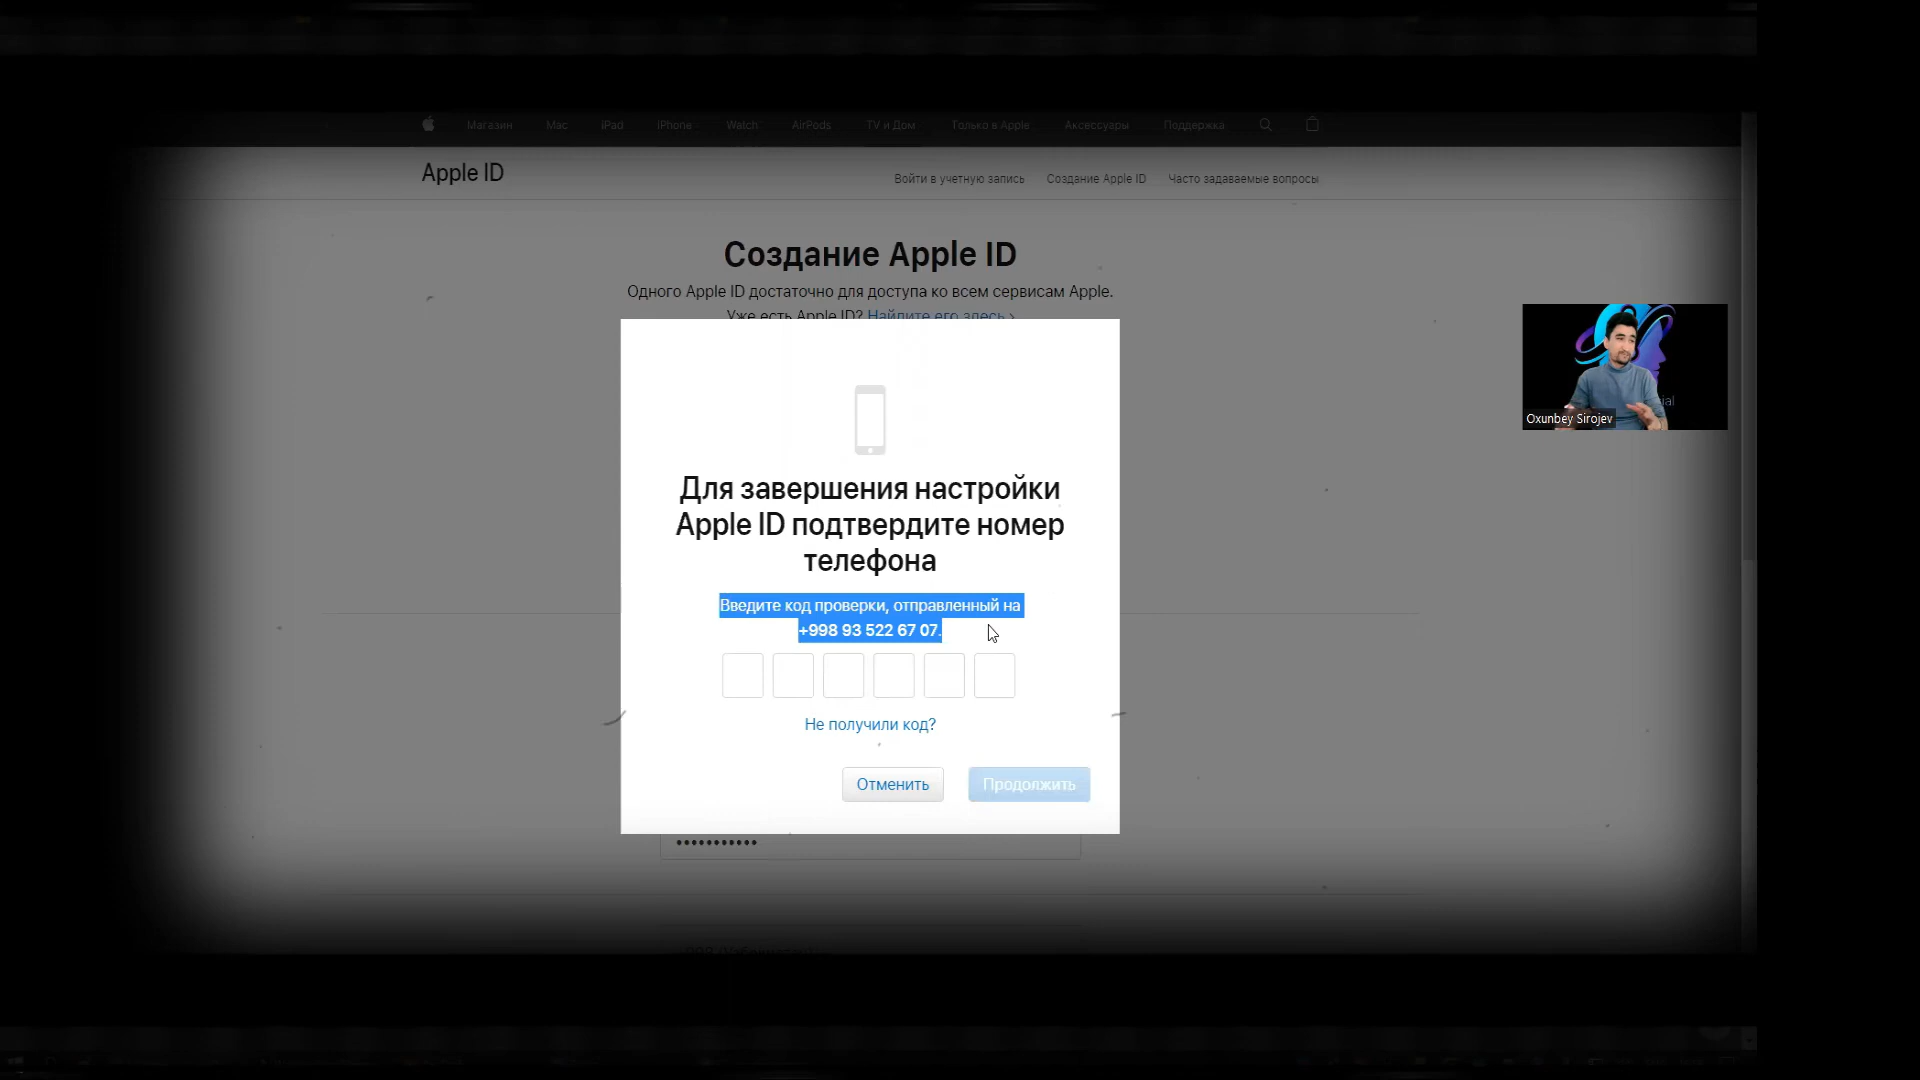 Магазин Mac iPad iPhone Watch AirPods TV и Дом Только в Apple Аксессуары Поддержка
Apple ID
Войти в учетную запись Создание Apple ID Часто задаваемые вопросы
Создание Apple ID
Одного Apple ID достаточно для доступа ко всем сервисам Apple.
Уже есть Apple ID? Найдите его здесь >
Для завершения настройки
Apple ID подтвердите номер
телефона
Введите код проверки, отправленный на
+998 93 522 67 07.
Не получили код?
Отменить Продолжить
•••••••••••
Oxunbey Sirojev